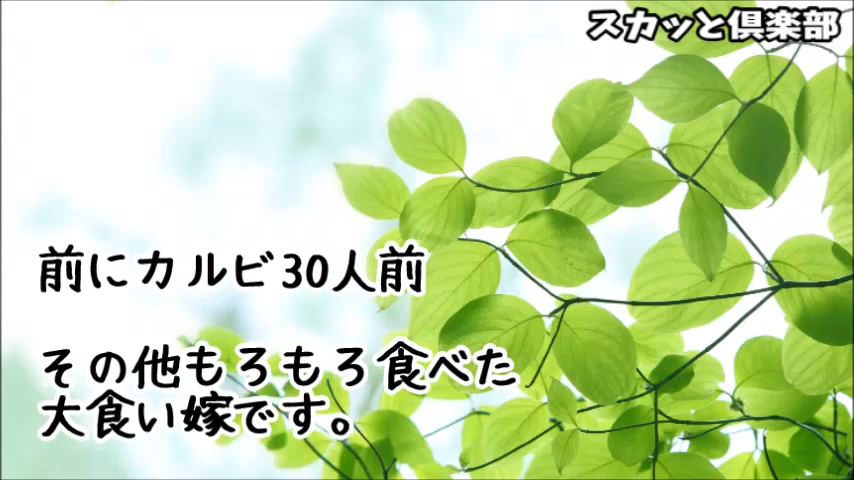 スカッと倶楽部
前にカルビ30人前
その他もろもろ食べた
大食い嫁です。